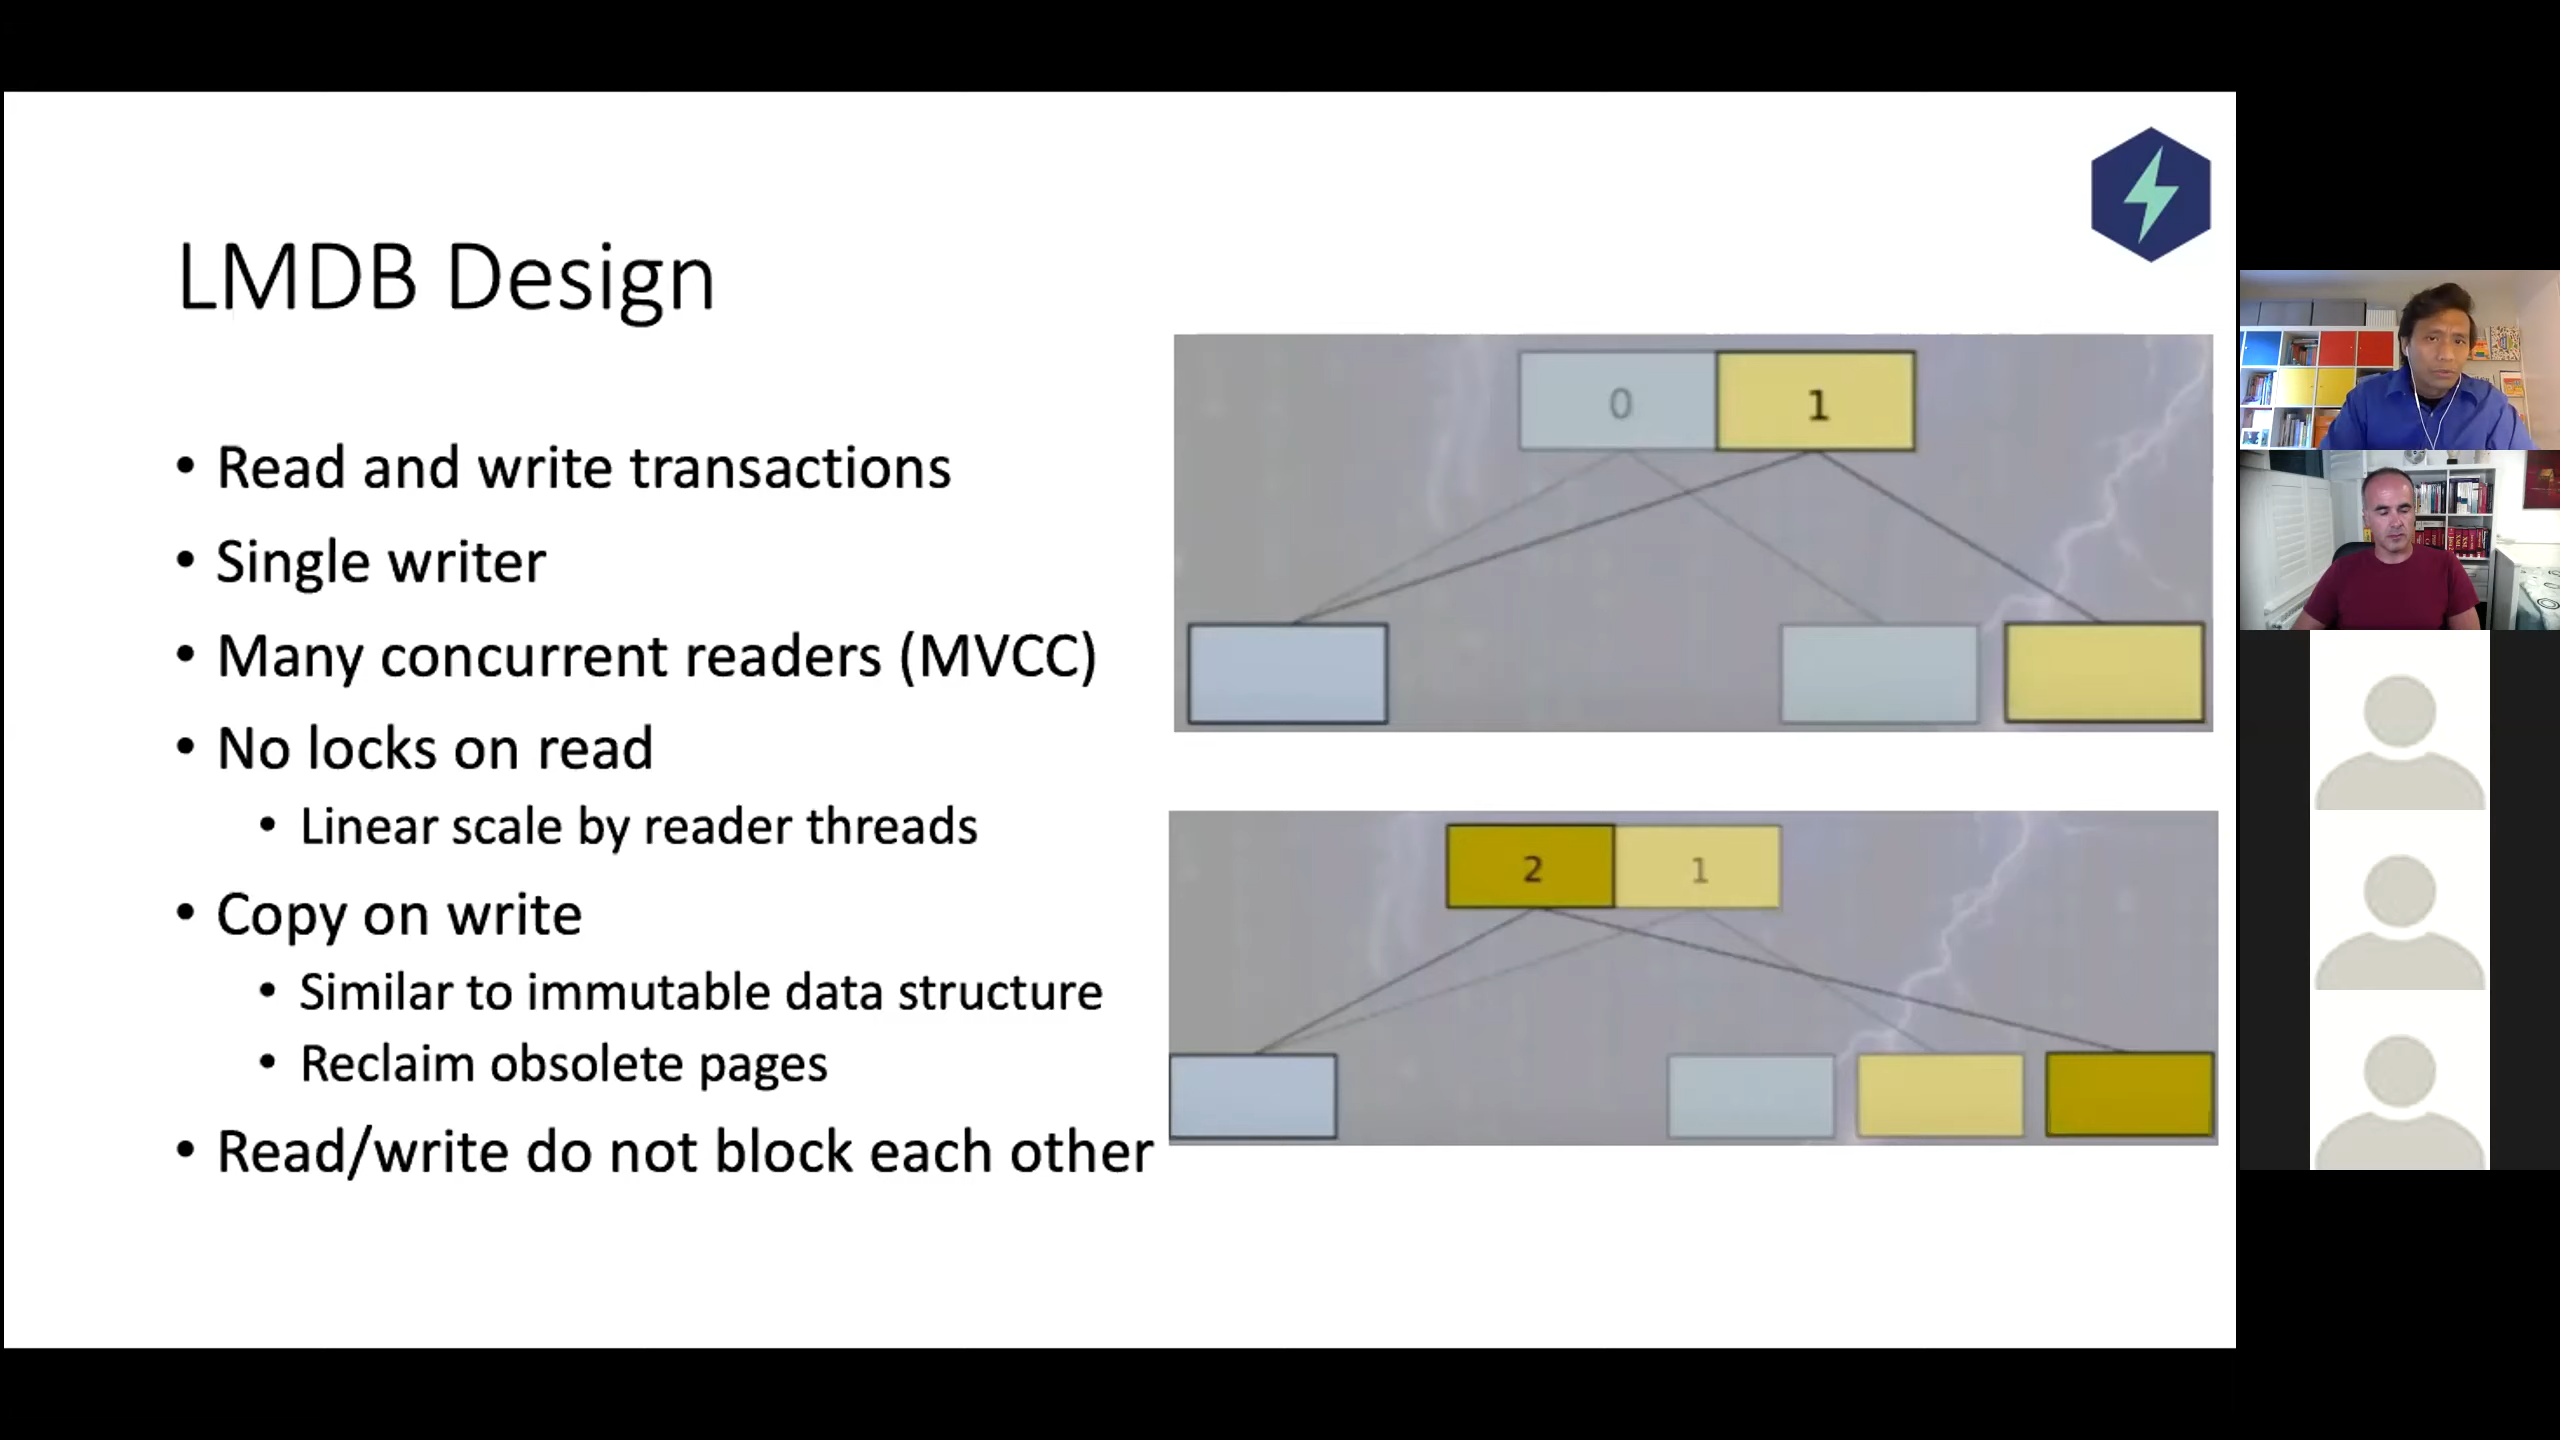 LMDB Design
• Read and write transactions
• Single writer
• Many concurrent readers (MVCC)
• No locks on read
• Linear scale by reader threads
• Copy on write
• Similar to immutable data structure
• Reclaim obsolete pages
• Read/write do not block each other
0 1
2 1